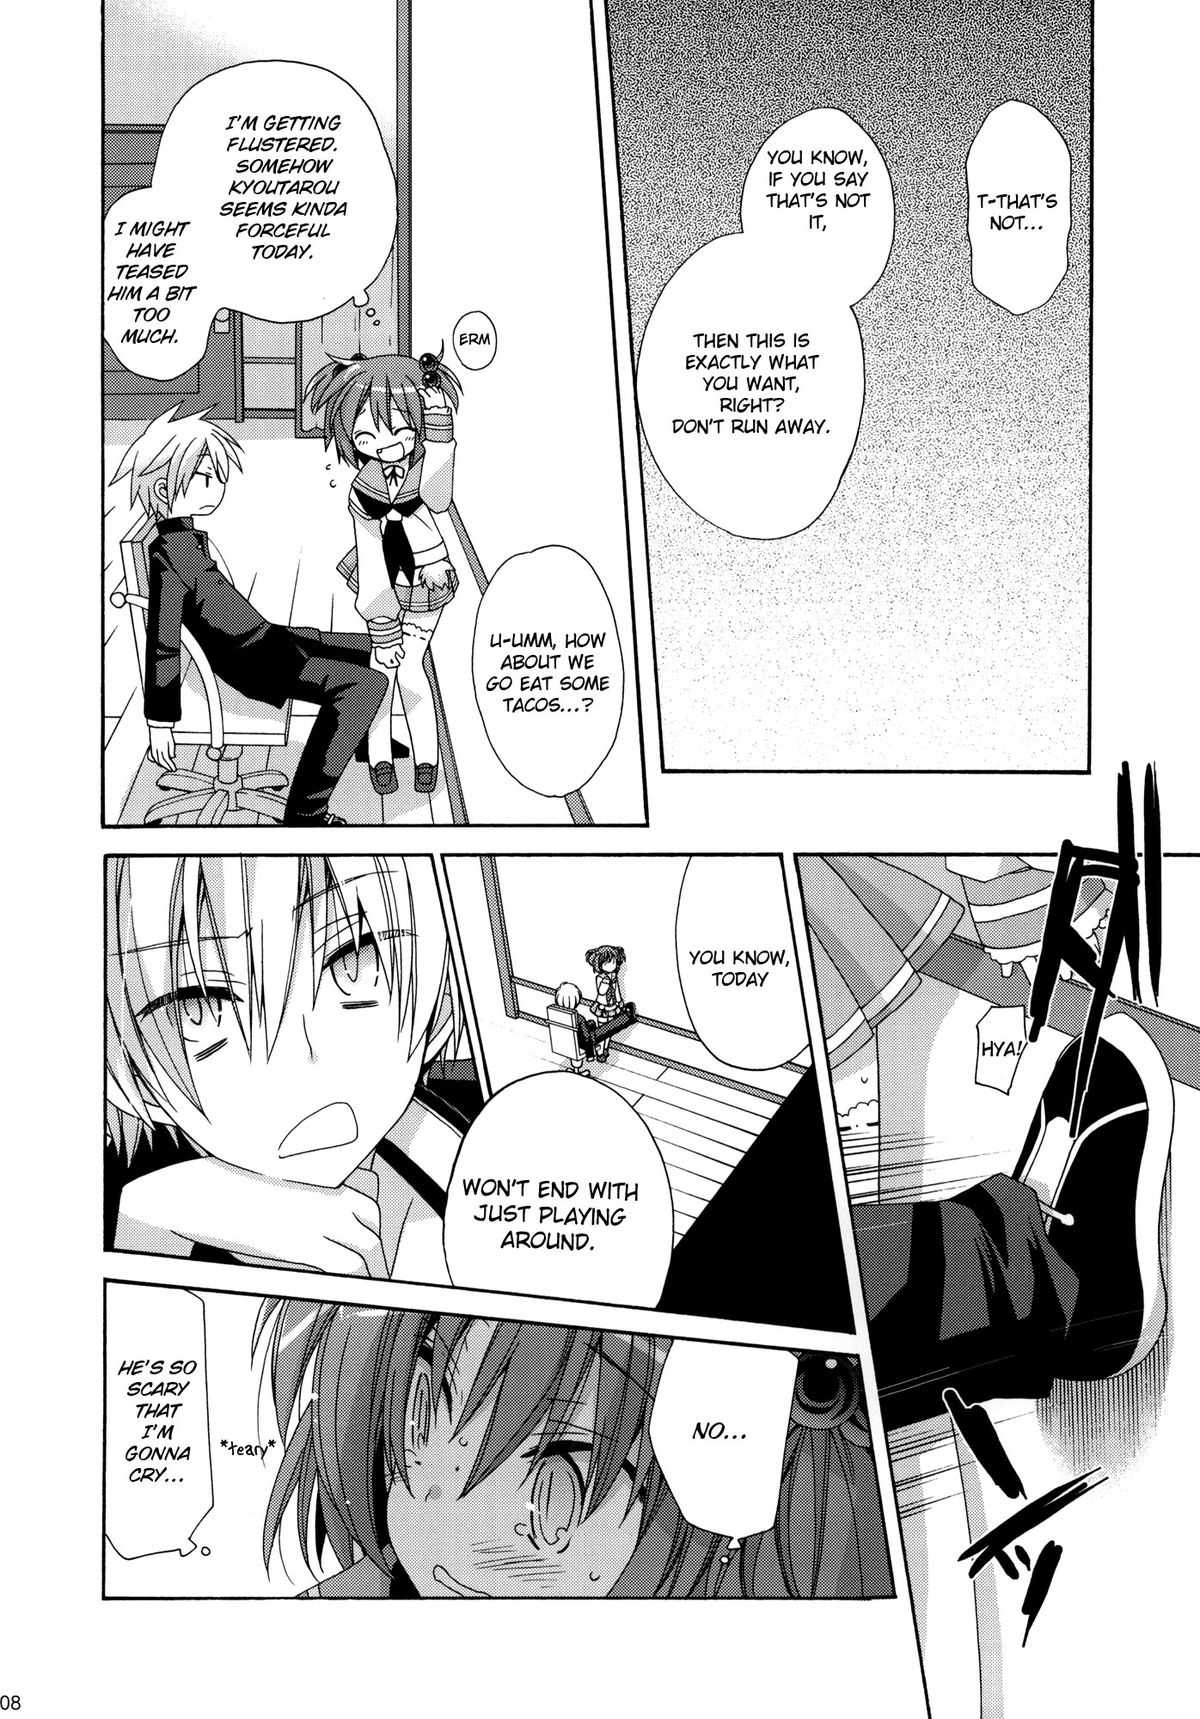 T-THAT'S
NOT...
YOU KNOW,
IF YOU SAY
THAT'S NOT
IT,
THEN THIS IS
EXACTLY WHAT
YOU WANT,
RIGHT?
DON'T RUN AWAY.
I'M GETTING
FLUSTERED.
SOMEHOW
KYOUTAROU
SEEMS KINDA
FORCEFUL
TODAY.
I MIGHT
HAVE
TEASED
HIM A BIT
TOO
MUCH.
ERM
U-UMM, HOW
ABOUT WE
GO EAT SOME
TACOS...?
HYA!
YOU KNOW,
TODAY
WON'T END WITH
JUST PLAYING
AROUND.
NO...
*teary*
HE'S SO
SCARY
THAT
I'M
GONNA
CRY...
08